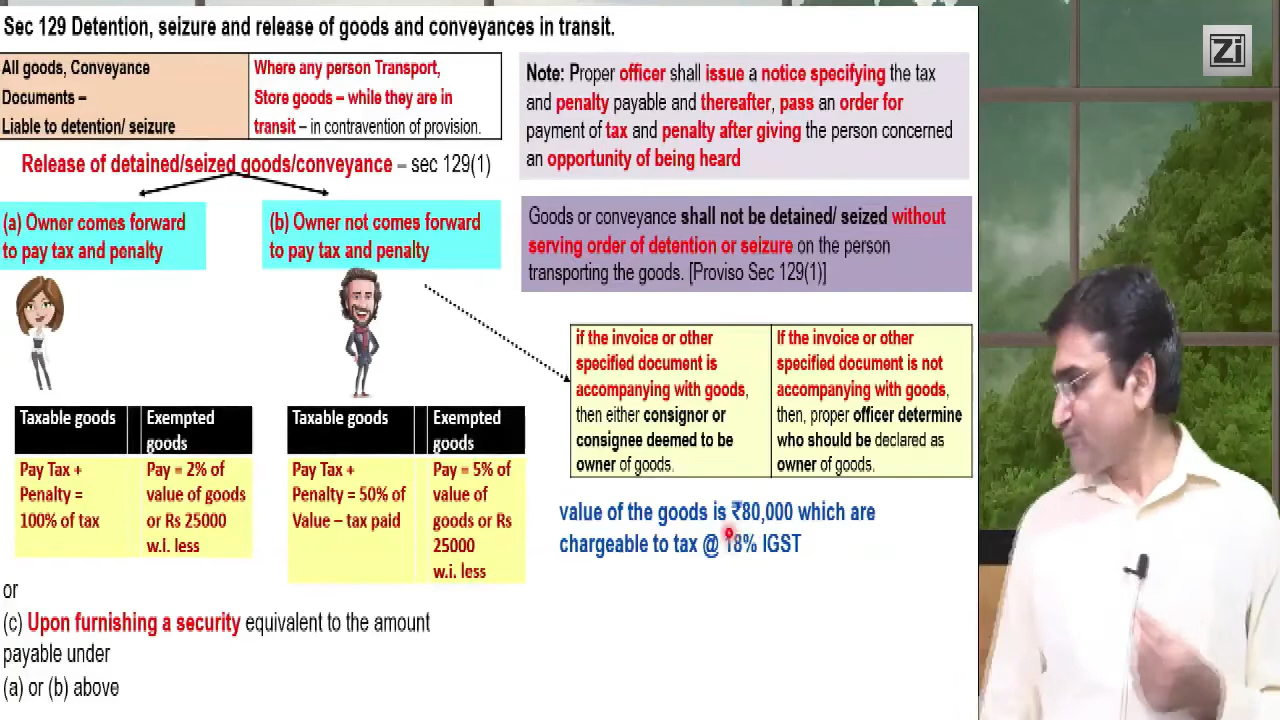 Sec 129 Detention, seizure and release of goods and conveyances in transit.
All goods, Conveyance
Documents –
Liable to detention/ seizure
Where any person Transport,
Store goods – while they are in
transit – in contravention of provision.
Release of detained/seized goods/conveyance – sec 129(1)
(a) Owner comes forward
to pay tax and penalty
(b) Owner not comes forward
to pay tax and penalty
Taxable goods
Exempted
goods
Pay Tax +
Penalty =
100% of tax
Pay = 2% of
value of goods
or Rs 25000
w.i. less
Taxable goods
Exempted
goods
Pay Tax +
Penalty = 50% of
Value – tax paid
Pay = 5% of
value of
goods or Rs
25000
w.i. less
or
(c) Upon furnishing a security equivalent to the amount
payable under
(a) or (b) above
Note: Proper officer shall issue a notice specifying the tax
and penalty payable and thereafter, pass an order for
payment of tax and penalty after giving the person concerned
an opportunity of being heard
Goods or conveyance shall not be detained/ seized without
serving order of detention or seizure on the person
transporting the goods. [Proviso Sec 129(1)]
if the invoice or other
specified document is
accompanying with goods,
then either consignor or
consignee deemed to be
owner of goods.
If the invoice or other
specified document is not
accompanying with goods,
then, proper officer determine
who should be declared as
owner of goods.
value of the goods is ₹80,000 which are
chargeable to tax @ 18% IGST
Zi